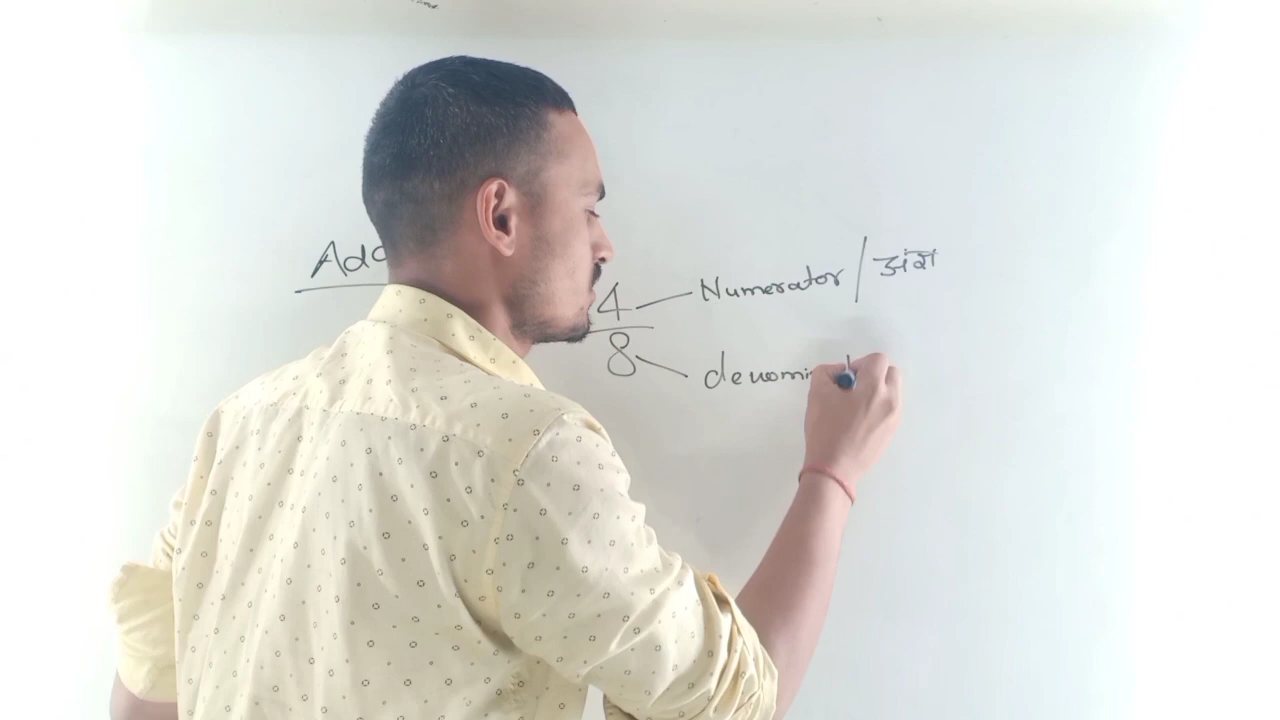 Add
4 Numerator / अंश
8 denomi